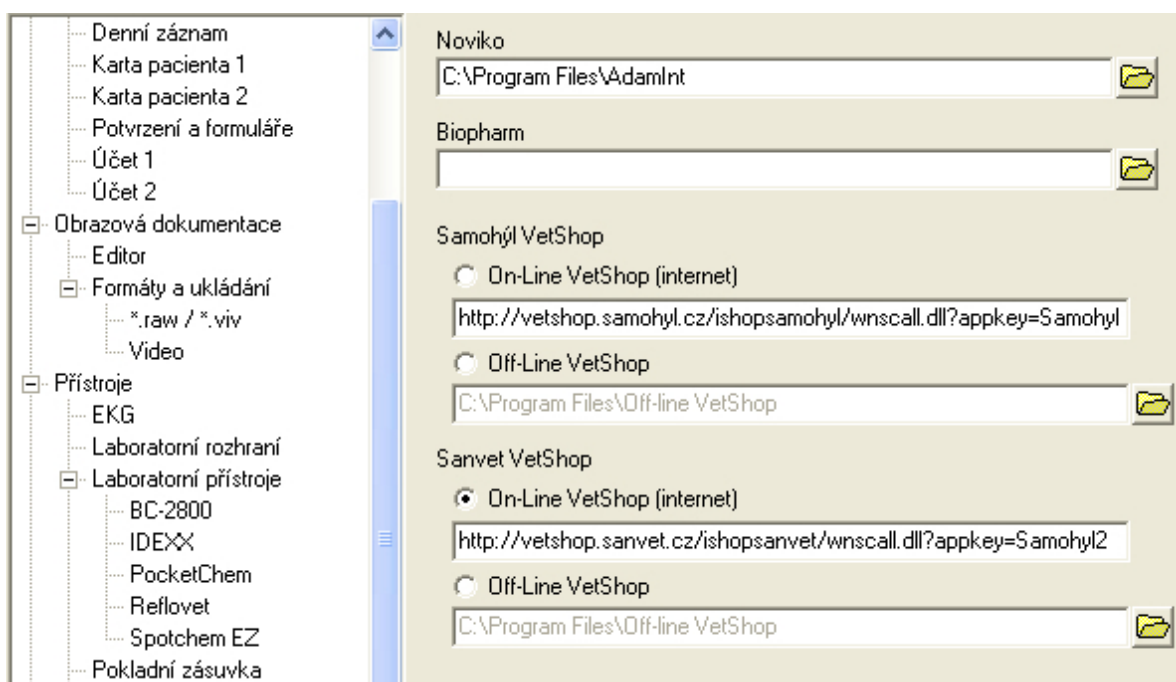 Denní záznam
Karta pacienta 1
Karta pacienta 2
Potvrzení a formuláře
Účet 1
Účet 2
Obrazová dokumentace
Editor
Formáty a ukládání
*.raw / *.viv
Video
Přístroje
EKG
Laboratorní rozhraní
Laboratorní přístroje
BC-2800
IDEXX
PocketChem
Reflovet
Spotchem EZ
Pokladní zásuvka
Noviko
C:\Program Files\AdamInt
Biopharm
Samohýl VetShop
On-Line VetShop (internet)
http://vetshop.samohyl.cz/ishopsamohyl/wnscall.dll?appkey=Samohyl
Off-Line VetShop
C:\Program Files\Off-line VetShop
Sanvet VetShop
On-Line VetShop (internet)
http://vetshop.sanvet.cz/ishopsanvet/wnscall.dll?appkey=Samohyl2
Off-Line VetShop
C:\Program Files\Off-line VetShop